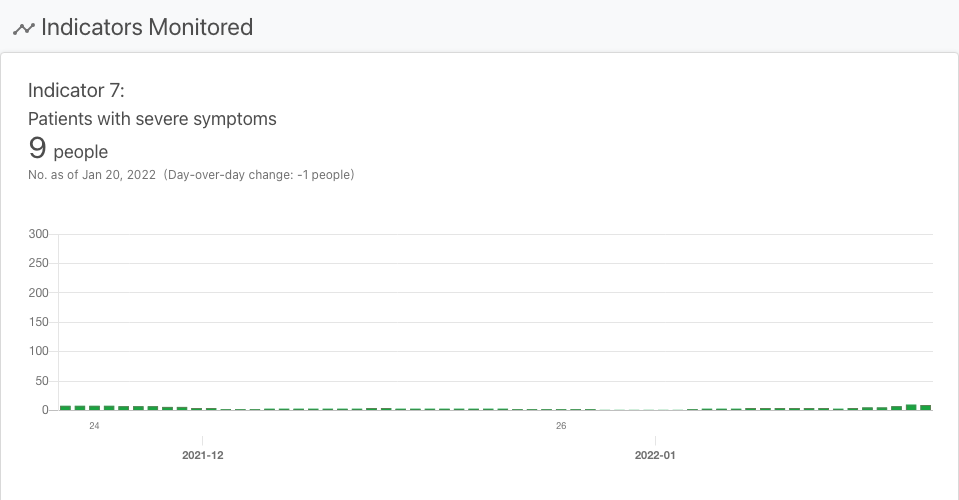 Indicators Monitored
Indicator 7:
Patients with severe symptoms
9 people
No. as of Jan 20, 2022 (Day-over-day change: -1 people)
300
250
200
150
100
50
0
24
26
2021-12
2022-01